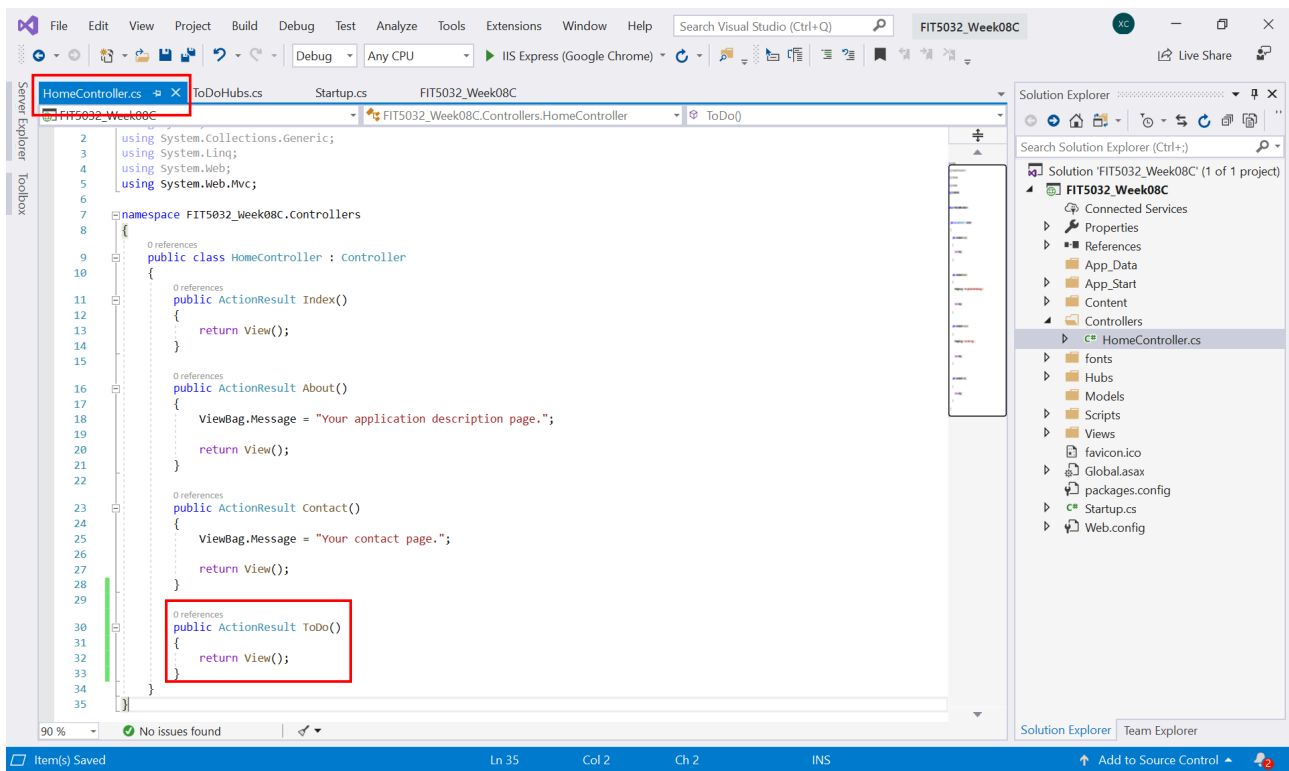 File Edit View Project Build Debug Test Analyze Tools Extensions Window Help Search Visual Studio (Ctrl+Q) FIT5032_Week08C XC
Debug Any CPU IIS Express (Google Chrome) Live Share
Server Explorer
Toolbox
HomeController.cs ToDoHubs.cs Startup.cs FIT5032_Week08C
FIT5032_Week08C FIT5032_Week08C.Controllers.HomeController ToDo()
2 using System.Collections.Generic;
3 using System.Linq;
4 using System.Web;
5 using System.Web.Mvc;
6
7 namespace FIT5032_Week08C.Controllers
8 {
0 references
9 public class HomeController : Controller
10 {
0 references
11 public ActionResult Index()
12 {
13 return View();
14 }
15
0 references
16 public ActionResult About()
17 {
18 ViewBag.Message = "Your application description page.";
19
20 return View();
21 }
22
0 references
23 public ActionResult Contact()
24 {
25 ViewBag.Message = "Your contact page.";
26
27 return View();
28 }
29
0 references
30 public ActionResult ToDo()
31 {
32 return View();
33 }
34 }
35 }
90 % No issues found
Solution Explorer
Search Solution Explorer (Ctrl+;)
Solution 'FIT5032_Week08C' (1 of 1 project)
FIT5032_Week08C
Connected Services
Properties
References
App_Data
App_Start
Content
Controllers
C# HomeController.cs
fonts
Hubs
Models
Scripts
Views
favicon.ico
Global.asax
packages.config
C# Startup.cs
Web.config
Solution Explorer Team Explorer
Item(s) Saved Ln 35 Col 2 Ch 2 INS Add to Source Control 2